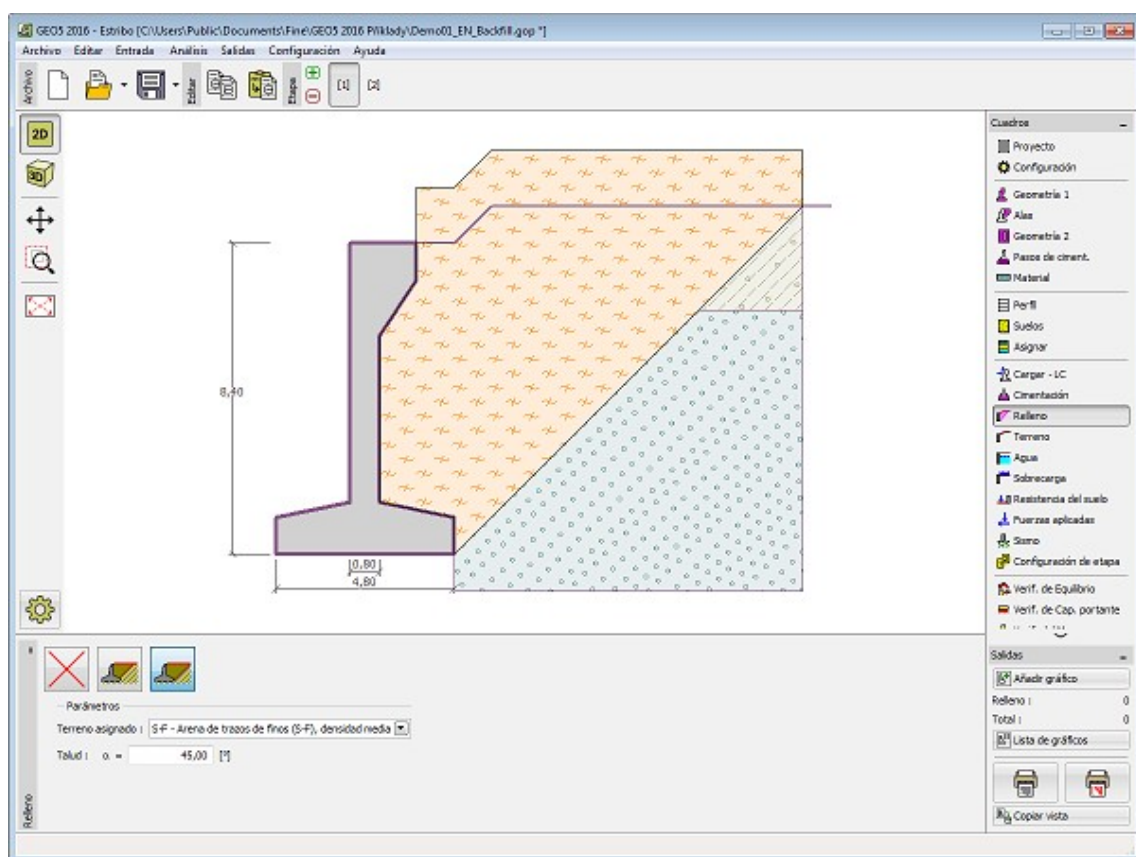 GEO5 2016 - Estribo [C:\Users\Public\Documents\Fine\GEO5 2016 Příklady\Demo01_EN_Backfill.gop *]
Archivo Editar Entrada Análisis Salidas Configuración Ayuda
Archivo
Editar
Etapa
[1]
[2]
2D
3D
8,40
0,80
4,80
Cuadros
Proyecto
Configuración
Geometría 1
Alas
Geometría 2
Pasos de ciment.
Material
Perfil
Suelos
Asignar
Cargar - LC
Cimentación
Relleno
Terreno
Agua
Sobrecarga
Resistencia del suelo
Fuerzas aplicadas
Sismo
Configuración de etapa
Verif. de Equilibrio
Verif. de Cap. portante
Relleno
Parámetros
Terreno asignado : S-F - Arena de trazos de finos (S-F), densidad media
Talud : α = 45,00 [°]
Salidas
Añadir gráfico
Relleno : 0
Total : 0
Lista de gráficos
Copiar vista